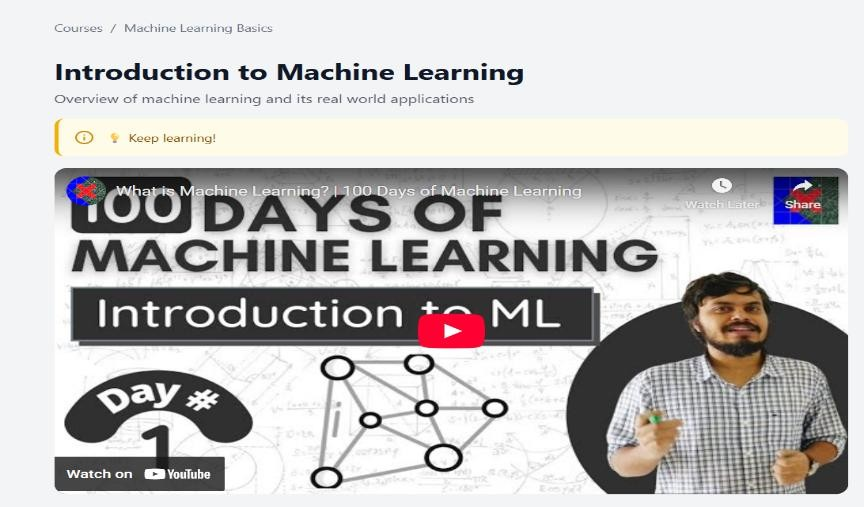 Courses / Machine Learning Basics
Introduction to Machine Learning
Overview of machine learning and its real world applications
Keep learning!
What is Machine Learning? | 100 Days of Machine Learning
Watch Later
Share
100 DAYS OF
MACHINE LEARNING
Introduction to ML
Day #
1
Watch on YouTube